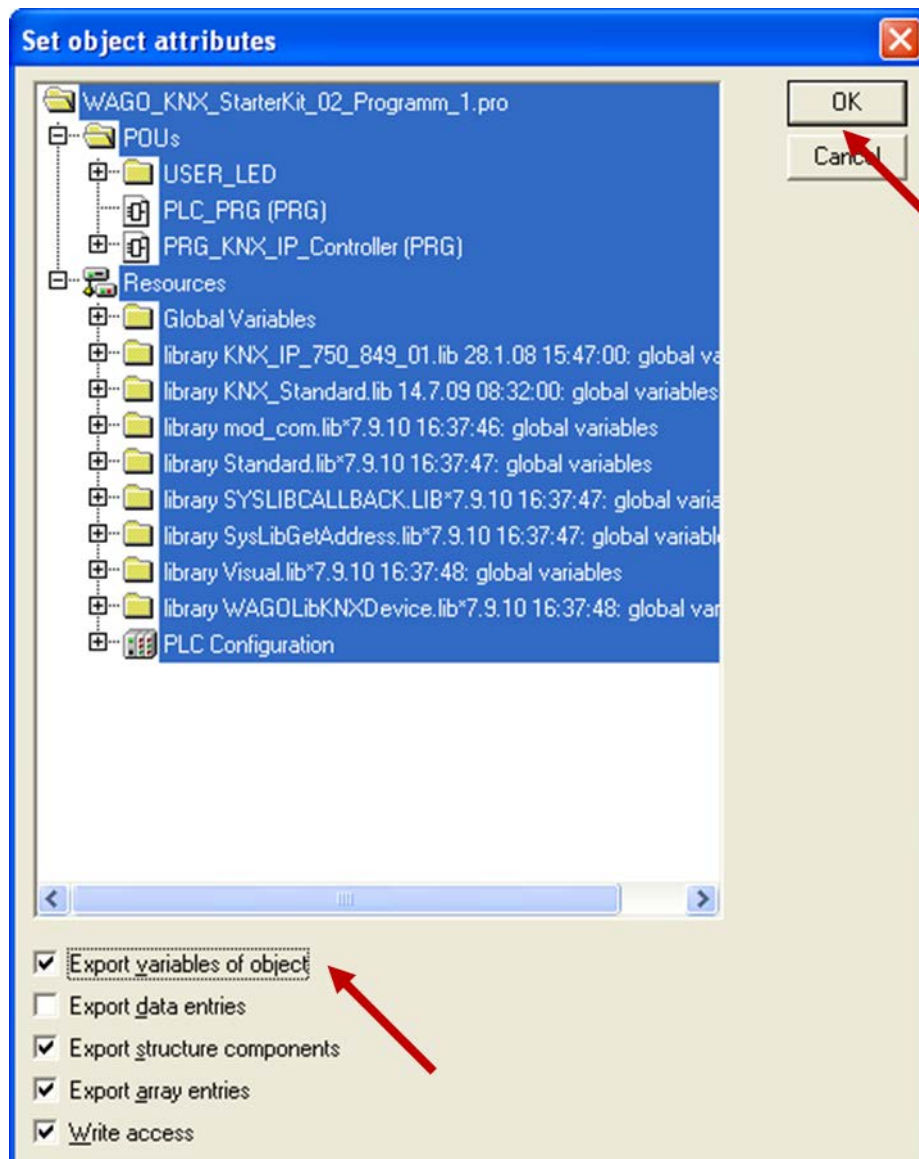 Set object attributes
WAGO_KNX_StarterKit_02_Programm_1.pro
POUs
USER_LED
PLC_PRG (PRG)
PRG_KNX_IP_Controller (PRG)
Resources
Global Variables
library KNX_IP_750_849_01.lib 28.1.08 15:47:00: global va
library KNX_Standard.lib 14.7.09 08:32:00: global variables
library mod_com.lib*7.9.10 16:37:46: global variables
library Standard.lib*7.9.10 16:37:47: global variables
library SYSLIBCALLBACK.LIB*7.9.10 16:37:47: global varia
library SysLibGetAddress.lib*7.9.10 16:37:47: global variabl
library Visual.lib*7.9.10 16:37:48: global variables
library WAGOLibKNXDevice.lib*7.9.10 16:37:48: global var
PLC Configuration
OK
Cancel
Export variables of object
Export data entries
Export structure components
Export array entries
Write access